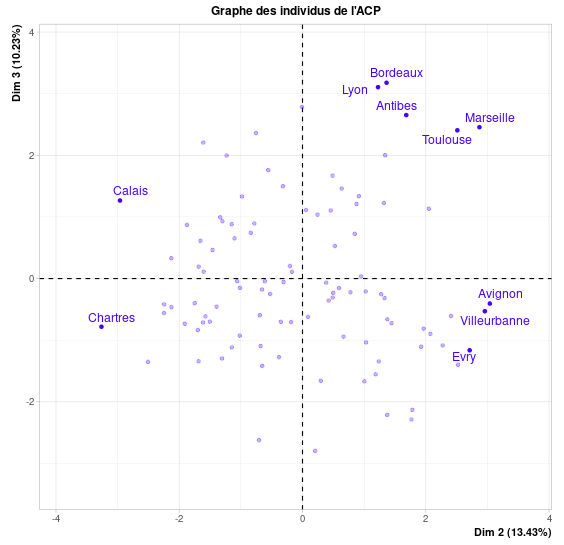 Graphe des individus de l'ACP
Dim 3 (10.23%)
4
2
0
-2
Bordeaux
Lyon
Antibes
Marseille
Toulouse
Calais
Avignon
Villeurbanne
Chartres
Evry
-4
-2
0
2
4
Dim 2 (13.43%)